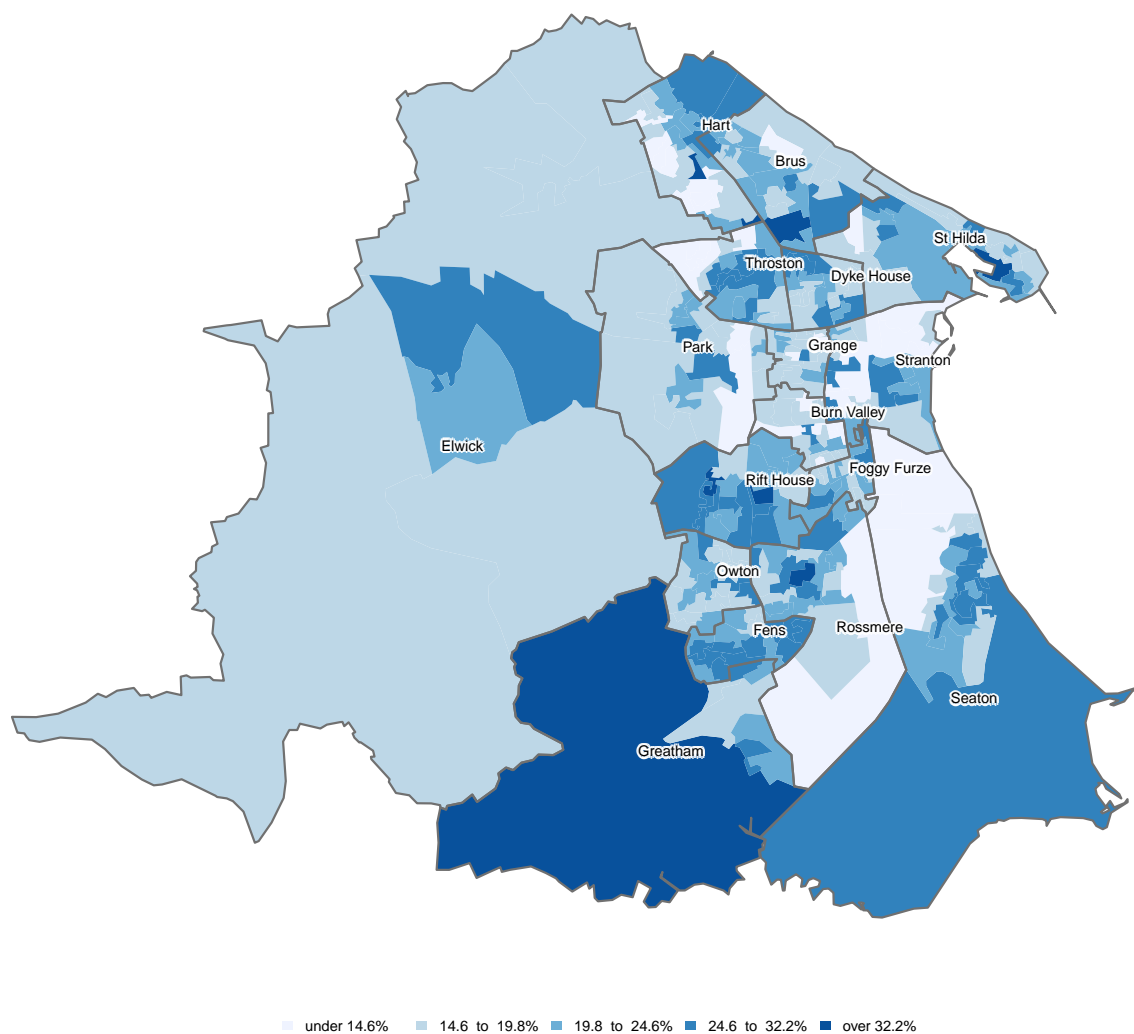 Hart
Brus
St Hilda
Throston
Dyke House
Park
Grange
Stranton
Burn Valley
Elwick
Foggy Furze
Rift House
Owton
Fens
Rossmere
Seaton
Greatham
under 14.6% 14.6 to 19.8% 19.8 to 24.6% 24.6 to 32.2% over 32.2%